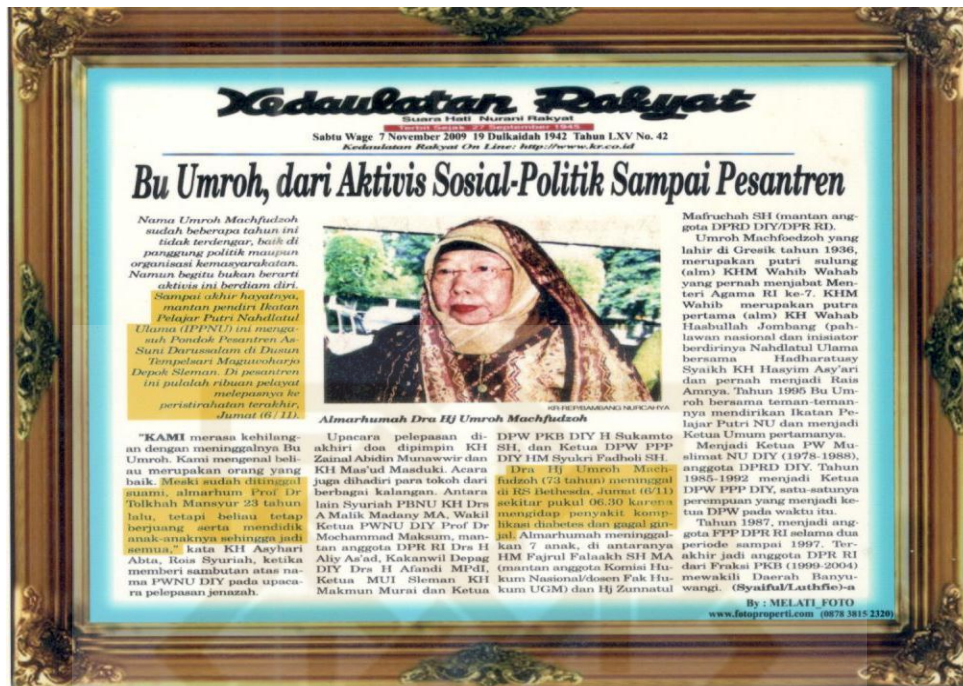 Kedaulatan Rakyat
Suara Hati Nurani Rakyat
Terbit Sejak 27 September 1945
Sabtu Wage 7 November 2009 19 Dulkaidah 1942 Tahun LXV No. 42
Kedaulatan Rakyat On Line: http://www.kr.co.id
Bu Umroh, dari Aktivis Sosial-Politik Sampai Pesantren
Nama Umroh Machfudzoh
sudah beberapa tahun ini
tidak terdengar, baik di
panggung politik maupun
organisasi kemasyarakatan.
Namun begitu bukan berarti
aktivis ini berdiam diri.
Sampai akhir hayatnya,
mantan pendiri Ikatan
Pelajar Putri Nahdlatul
Ulama (IPPNU) ini menga-
suh Pondok Pesantren As-
Suni Darussalam di Dusun
Tempelsari Maguwoharjo
Depok Sleman. Di pesantren
ini pulalah ribuan pelayat
melepasnya ke
peristirahatan terakhir,
Jumat (6/11).
KR-REP/BAMBANG NURCAHYA
Almarhumah Dra Hj Umroh Machfudzoh
"KAMI merasa kehilang-
an dengan meninggalnya Bu
Umroh. Kami mengenal beli-
au merupakan orang yang
baik. Meski sudah ditinggal
suami, almarhum Prof Dr
Tolkhah Mansyur 23 tahun
lalu, tetapi beliau tetap
berjuang serta mendidik
anak-anaknya sehingga jadi
semua," kata KH Asyhari
Abta, Rois Syuriah, ketika
memberi sambutan atas na-
ma PWNU DIY pada upaca-
ra pelepasan jenazah.
Upacara pelepasan di-
akhiri doa dipimpin KH
Zainal Abidin Munawwir dan
KH Mas'ud Masduki. Acara
juga dihadiri para tokoh dari
berbagai kalangan. Antara
lain Syuriah PBNU KH Drs
A Malik Madany MA, Wakil
Ketua PWNU DIY Prof Dr
Mochammad Maksum, man-
tan anggota DPR RI Drs H
Aliy As'ad, Kakanwil Depag
DIY Drs H Afandi MPdI,
Ketua MUI Sleman KH
Makmun Murai dan Ketua
DPW PKB DIY H Sukamto
SH, dan Ketua DPW PPP
DIY HM Syukri Fadholi SH.
Dra Hj Umroh Mach-
fudzoh (73 tahun) meninggal
di RS Bethesda, Jumat (6/11)
sekitar pukul 06.30 karena
mengidap penyakit kom-
plikasi diabetes dan gagal gin-
jal. Almarhumah meninggal-
kan 7 anak, di antaranya
HM Fajrul Falaakh SH MA
(mantan anggota Komisi Hu-
kum Nasional/dosen Fak Hu-
kum UGM) dan Hj Zunnatul
Mafruchah SH (mantan ang-
gota DPRD DIY/DPR RI).
Umroh Machfoedzoh yang
lahir di Gresik tahun 1936,
merupakan putri sulung
(alm) KHM Wahib Wahab
yang pernah menjabat Men-
teri Agama RI ke-7. KHM
Wahib merupakan putra
pertama (alm) KH Wahab
Hasbullah Jombang (pah-
lawan nasional dan inisiator
berdirinya Nahdlatul Ulama
bersama Hadharatusy
Syaikh KH Hasyim Asy'ari
dan pernah menjadi Rais
Amnya. Tahun 1995 Bu Um-
roh bersama teman-teman-
nya mendirikan Ikatan Pe-
lajar Putri NU dan menjadi
Ketua Umum pertamanya.
Menjadi Ketua PW Mu-
slimat NU DIY (1978-1988),
anggota DPRD DIY. Tahun
1985-1992 menjadi Ketua
DPW PPP DIY, satu-satunya
perempuan yang menjadi ke-
tua DPW pada waktu itu.
Tahun 1987, menjadi ang-
gota FPP DPR RI selama dua
periode sampai 1997. Ter-
akhir jadi anggota DPR RI
dari Fraksi PKB (1999-2004)
mewakili Daerah Banyu-
wangi. (Syaiful/Luthfie)-a
By : MELATI_FOTO
www.fotoproperti.com (0878 3815 2320)